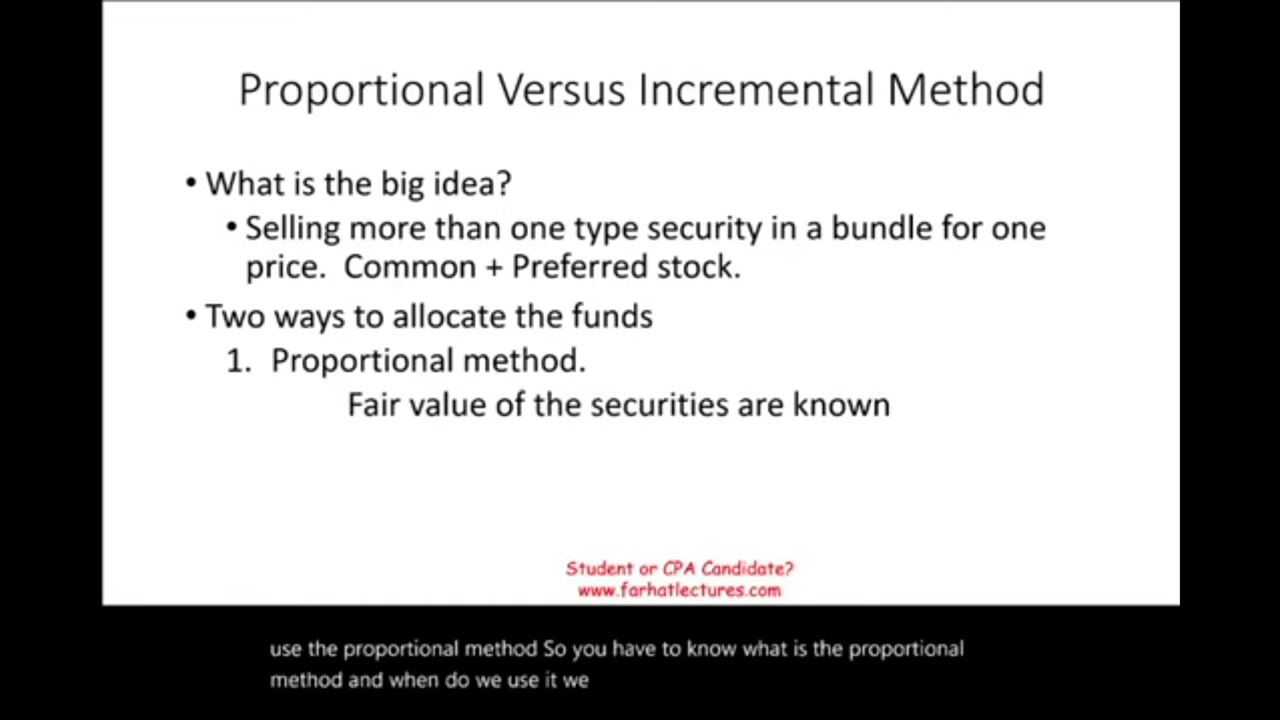 Proportional Versus Incremental Method
• What is the big idea?
• Selling more than one type security in a bundle for one
price. Common + Preferred stock.
• Two ways to allocate the funds
1. Proportional method.
Fair value of the securities are known
Student or CPA Candidate?
www.farhatlectures.com
use the proportional method So you have to know what is the proportional
method and when do we use it we